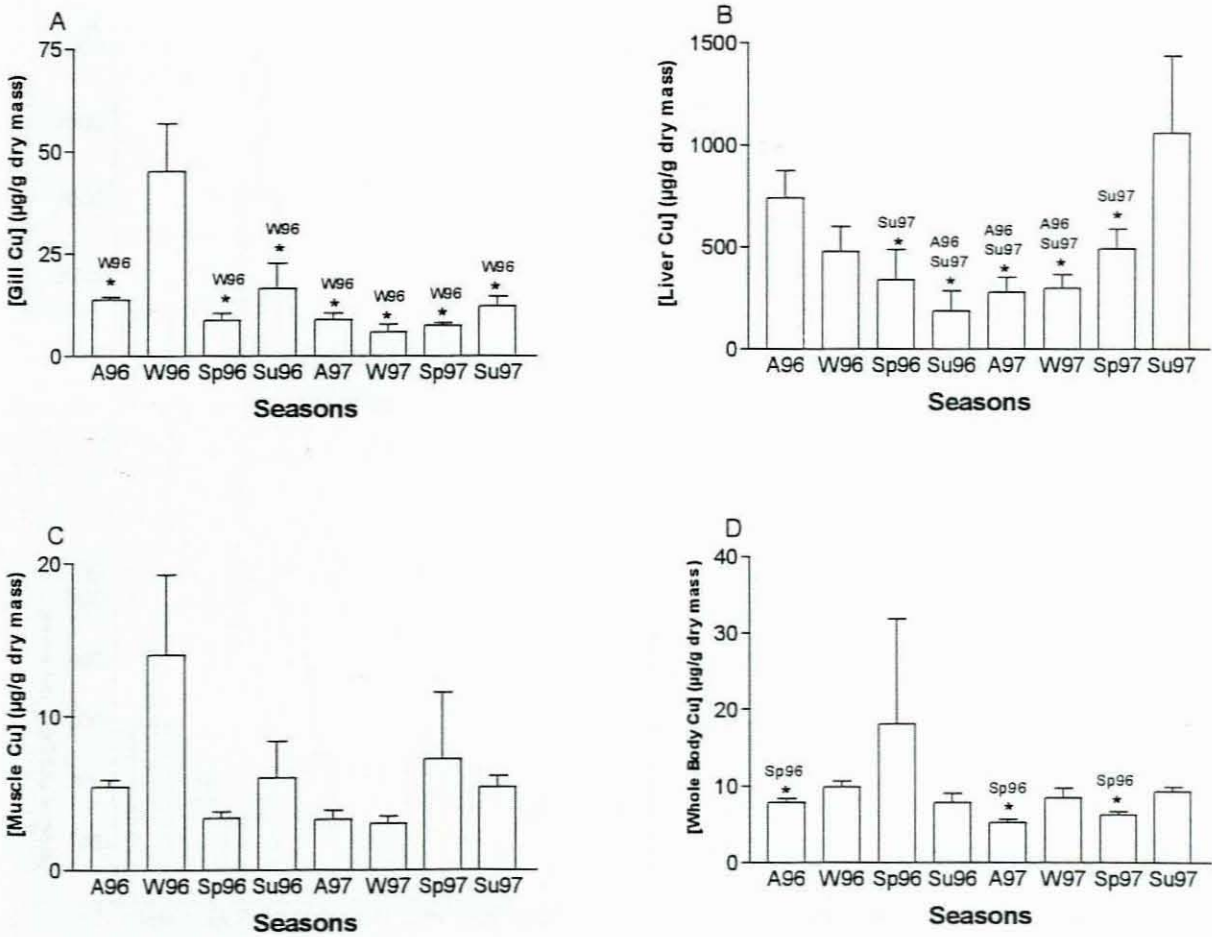 A
[Gill Cu] (µg/g dry mass)
75
50
25
0
W96
★
W96
★
W96
★
W96
★
W96
★
W96
★
W96
★
A96 W96 Sp96 Su96 A97 W97 Sp97 Su97
Seasons
B
[Liver Cu] (µg/g dry mass)
1500
1000
500
0
Su97
★
A96
Su97
★
A96
Su97
★
A96
Su97
★
Su97
★
A96 W96 Sp96 Su96 A97 W97 Sp97 Su97
Seasons
C
[Muscle Cu] (µg/g dry mass)
20
10
0
A96 W96 Sp96 Su96 A97 W97 Sp97 Su97
Seasons
D
[Whole Body Cu] (µg/g dry mass)
40
30
20
10
0
Sp96
★
Sp96
★
Sp96
★
A96 W96 Sp96 Su96 A97 W97 Sp97 Su97
Seasons